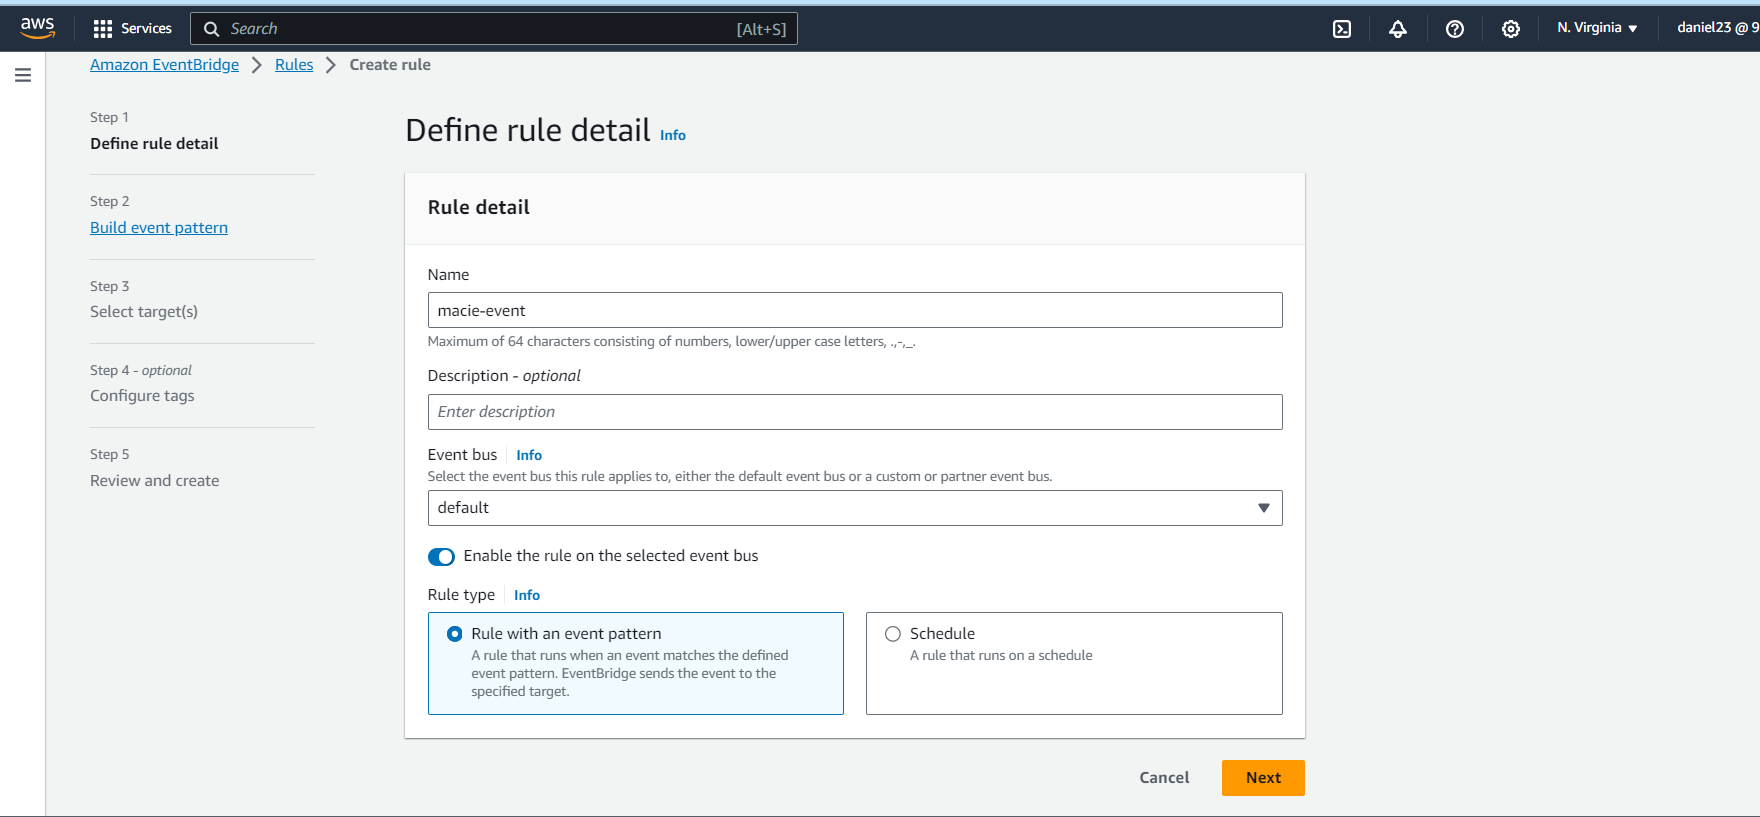 aws
Services
Search
[Alt+S]
N. Virginia
daniel23 @ 9
Amazon EventBridge
Rules
Create rule
Step 1
Define rule detail
Step 2
Build event pattern
Step 3
Select target(s)
Step 4 - optional
Configure tags
Step 5
Review and create
Define rule detail Info
Rule detail
Name
macie-event
Maximum of 64 characters consisting of numbers, lower/upper case letters, .,-,_.
Description - optional
Enter description
Event bus Info
Select the event bus this rule applies to, either the default event bus or a custom or partner event bus.
default
Enable the rule on the selected event bus
Rule type Info
Rule with an event pattern
A rule that runs when an event matches the defined
event pattern. EventBridge sends the event to the
specified target.
Schedule
A rule that runs on a schedule
Cancel
Next